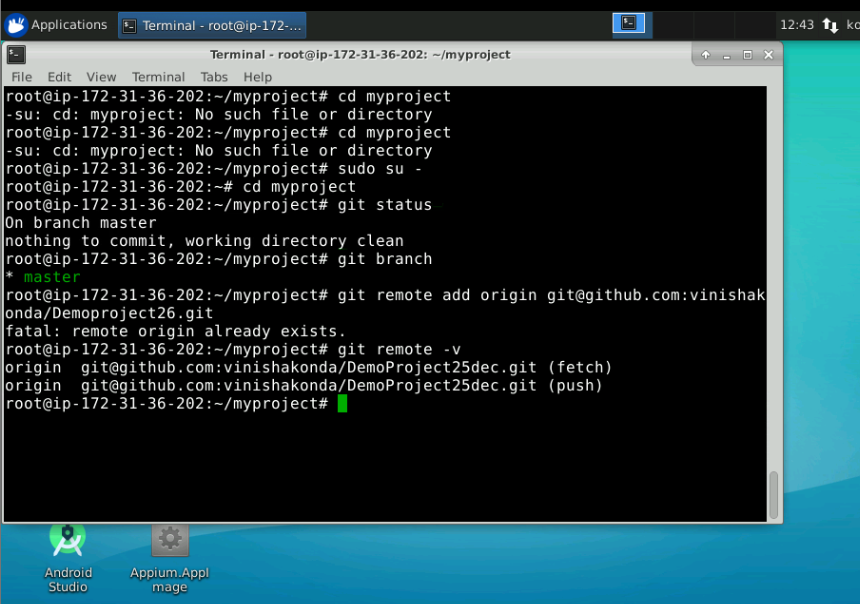 Applications
Terminal - root@ip-172-...
12:43
ko
Terminal - root@ip-172-31-36-202: ~/myproject
File Edit View Terminal Tabs Help
root@ip-172-31-36-202:~/myproject# cd myproject
-su: cd: myproject: No such file or directory
root@ip-172-31-36-202:~/myproject# cd myproject
-su: cd: myproject: No such file or directory
root@ip-172-31-36-202:~/myproject# sudo su -
root@ip-172-31-36-202:~# cd myproject
root@ip-172-31-36-202:~/myproject# git status
On branch master
nothing to commit, working directory clean
root@ip-172-31-36-202:~/myproject# git branch
* master
root@ip-172-31-36-202:~/myproject# git remote add origin git@github.com:vinishak
onda/Demoproject26.git
fatal: remote origin already exists.
root@ip-172-31-36-202:~/myproject# git remote -v
origin  git@github.com:vinishakonda/DemoProject25dec.git (fetch)
origin  git@github.com:vinishakonda/DemoProject25dec.git (push)
root@ip-172-31-36-202:~/myproject#
Android
Studio
Appium.AppI
mage